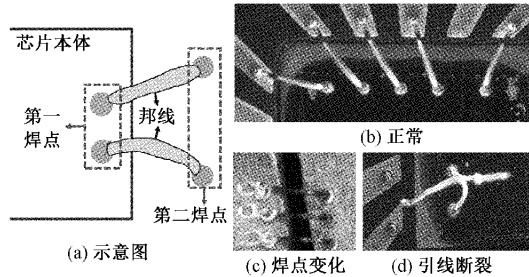 芯片本体
第一
焊点
邦线
第二焊点
(a) 示意图
(b) 正常
(c) 焊点变化
(d) 引线断裂